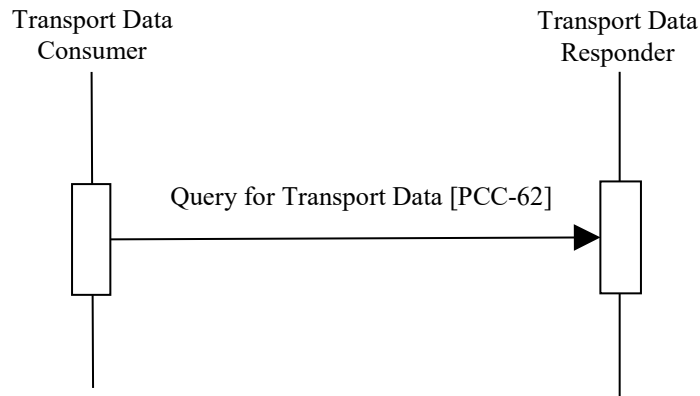 Transport Data
Consumer
Transport Data
Responder
Query for Transport Data [PCC-62]